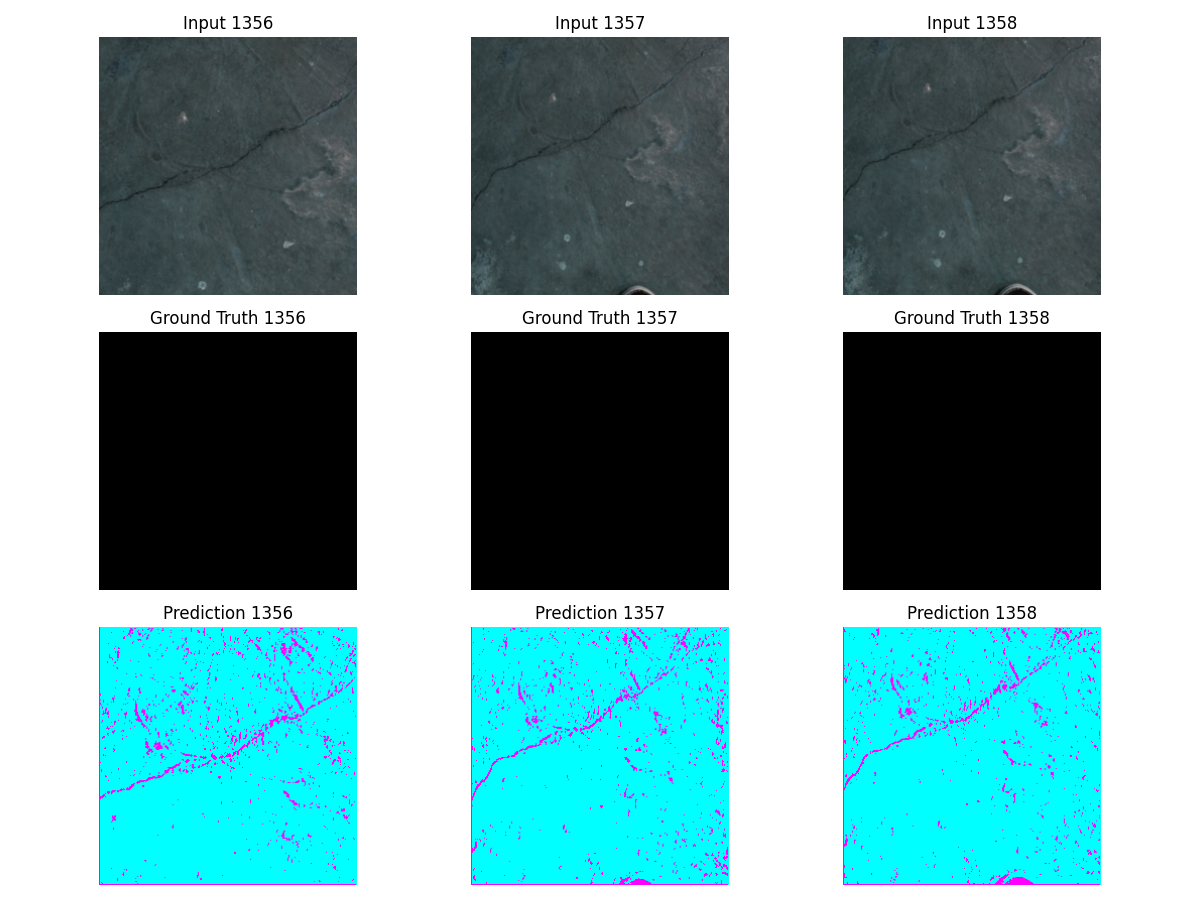 Input 1356
Input 1357
Input 1358
Ground Truth 1356
Ground Truth 1357
Ground Truth 1358
Prediction 1356
Prediction 1357
Prediction 1358